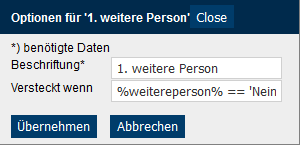 Optionen für '1. weitere Person' Close
*) benötigte Daten
Beschriftung* 1. weitere Person
Versteckt wenn %weitereperson% == 'Nein
Übernehmen Abbrechen